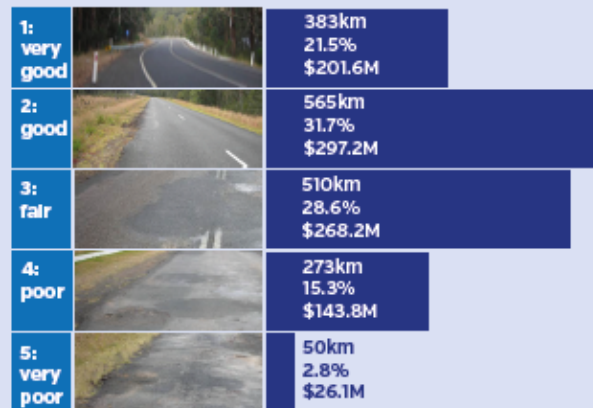 1:
very
good
383km
21.5%
$201.6M
2:
good
565km
31.7%
$297.2M
3:
fair
510km
28.6%
$268.2M
4:
poor
273km
15.3%
$143.8M
5:
very
poor
50km
2.8%
$26.1M